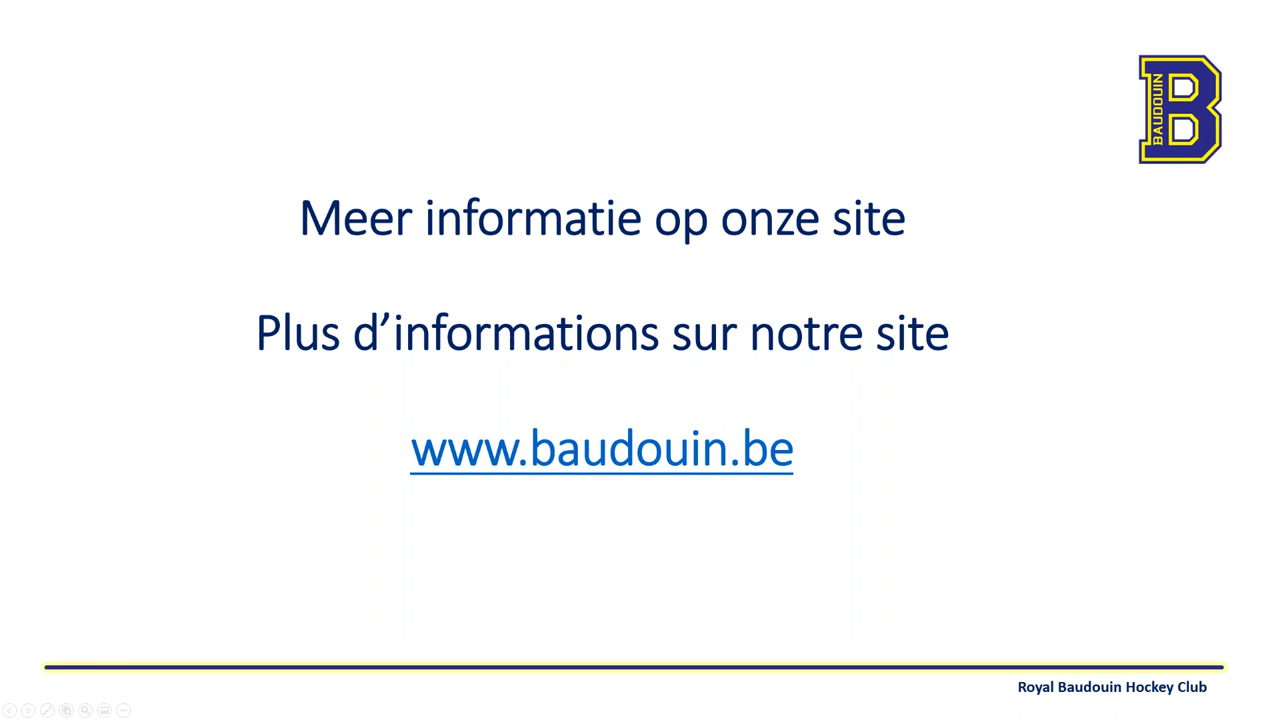 BAUDOUIN
Meer informatie op onze site
Plus d’informations sur notre site
www.baudouin.be
Royal Baudouin Hockey Club